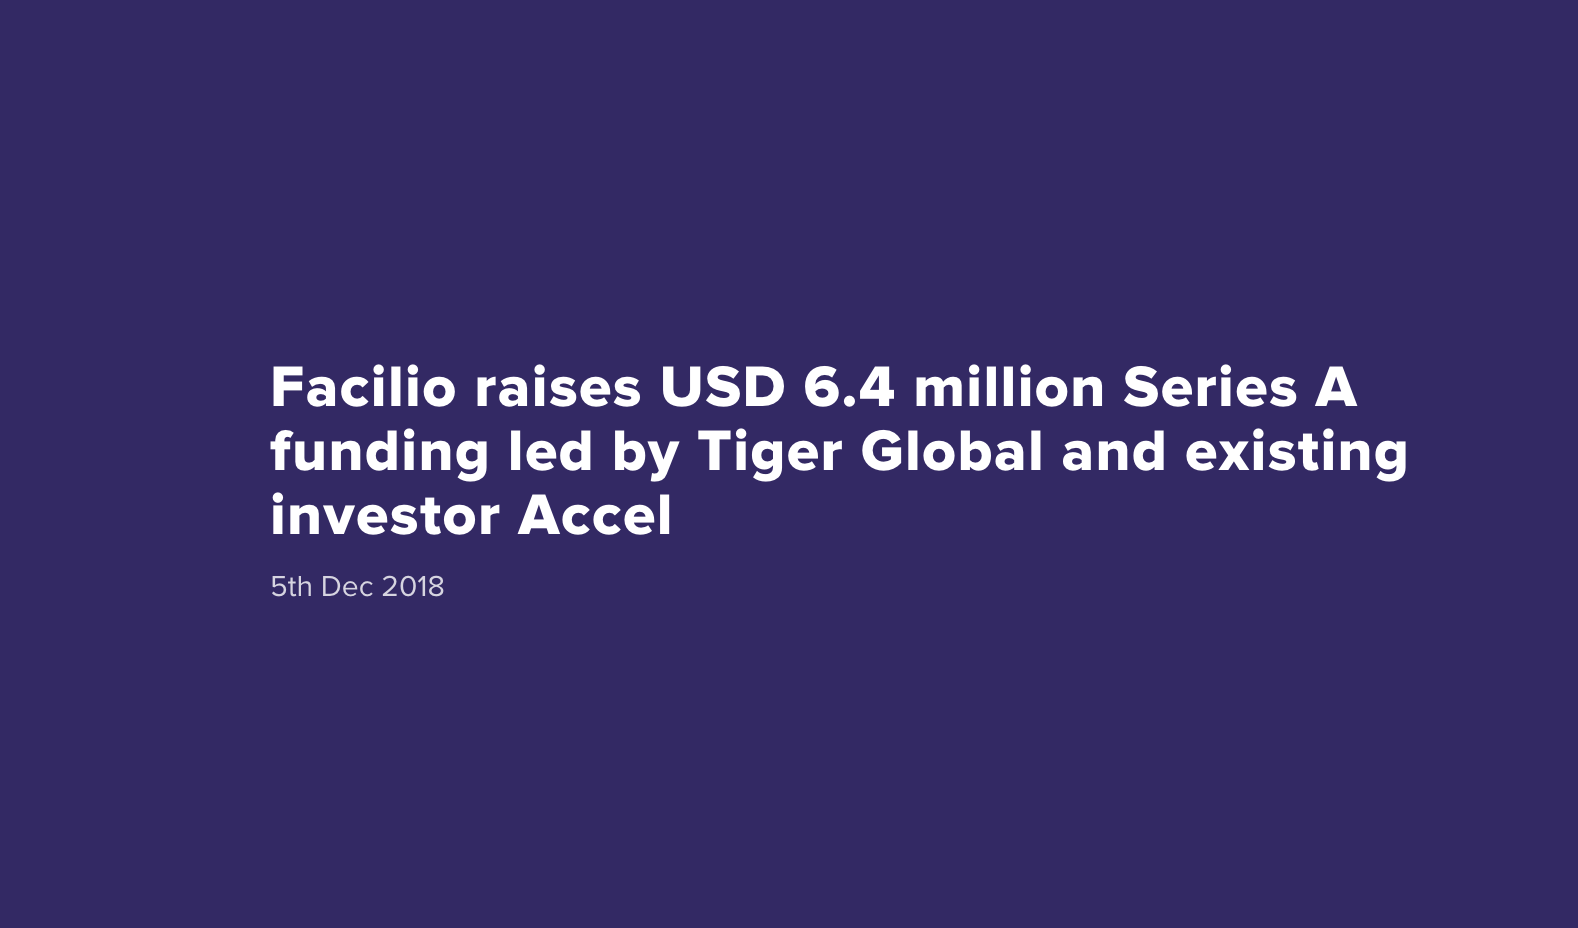 Facilio raises USD 6.4 million Series A
funding led by Tiger Global and existing
investor Accel
5th Dec 2018